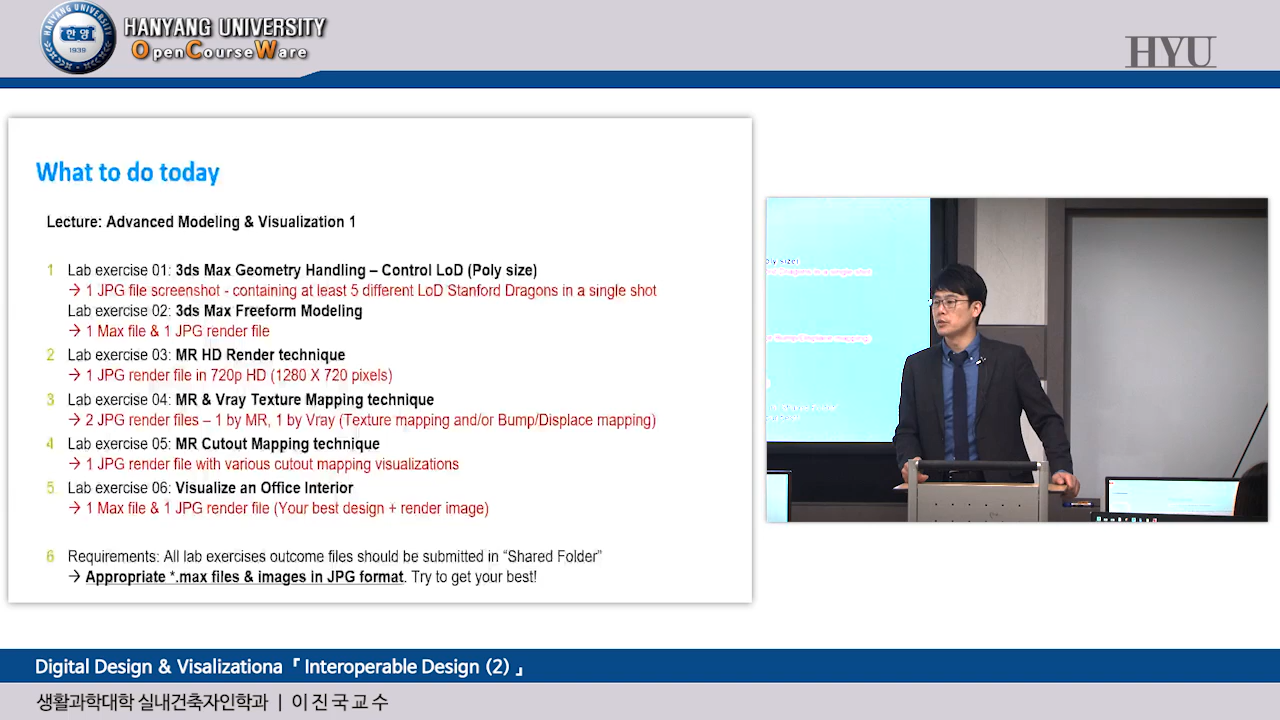 HANYANG UNIVERSITY
OpenCourseWare
한양
1939
HYU
What to do today
Lecture: Advanced Modeling & Visualization 1
1 Lab exercise 01: 3ds Max Geometry Handling – Control LoD (Poly size)
→ 1 JPG file screenshot - containing at least 5 different LoD Stanford Dragons in a single shot
Lab exercise 02: 3ds Max Freeform Modeling
→ 1 Max file & 1 JPG render file
2 Lab exercise 03: MR HD Render technique
→ 1 JPG render file in 720p HD (1280 X 720 pixels)
3 Lab exercise 04: MR & Vray Texture Mapping technique
→ 2 JPG render files – 1 by MR, 1 by Vray (Texture mapping and/or Bump/Displace mapping)
4 Lab exercise 05: MR Cutout Mapping technique
→ 1 JPG render file with various cutout mapping visualizations
5 Lab exercise 06: Visualize an Office Interior
→ 1 Max file & 1 JPG render file (Your best design + render image)
6 Requirements: All lab exercises outcome files should be submitted in “Shared Folder”
→ Appropriate *.max files & images in JPG format. Try to get your best!
Digital Design & Visalizationa「 Interoperable Design (2) 」
생활과학대학 실내건축자인학과 | 이 진 국 교 수